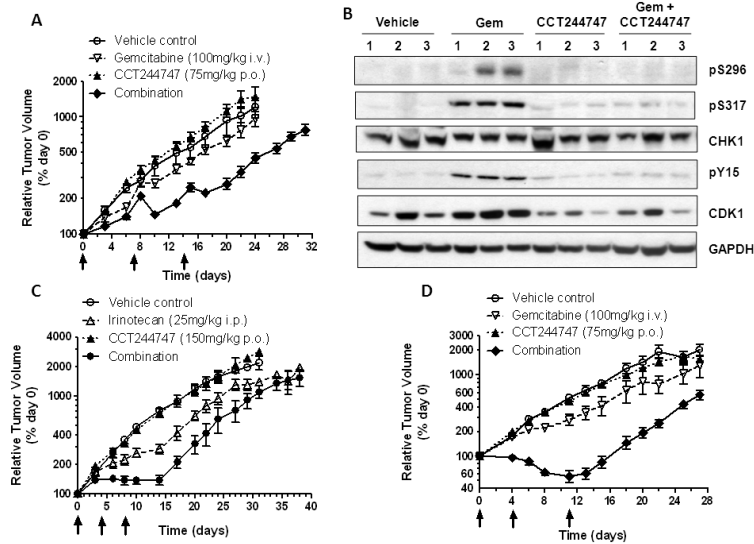 A
Vehicle control
Gemcitabine (100mg/kg i.v.)
CCT244747 (75mg/kg p.o.)
Combination
2000
1000
500
200
100
0 4 8 12 16 20 24 28 32
Time (days)
Relative Tumor Volume
(% day 0)
B
Vehicle
Gem
CCT244747
Gem +
CCT244747
1 2 3 1 2 3 1 2 3 1 2 3
pS296
pS317
CHK1
pY15
CDK1
GAPDH
C
Vehicle control
Irinotecan (25mg/kg i.p.)
CCT244747 (150mg/kg p.o.)
Combination
4000
2000
1000
400
200
100
0 5 10 15 20 25 30 35 40
Time (days)
Relative Tumor Volume
(% day 0)
D
Vehicle control
Gemcitabine (100mg/kg i.v.)
CCT244747 (75mg/kg p.o.)
Combination
3000
2000
1000
600
400
200
100
60
40
0 4 8 12 16 20 24 28
Time (days)
Relative Tumor Volume
(% day 0)